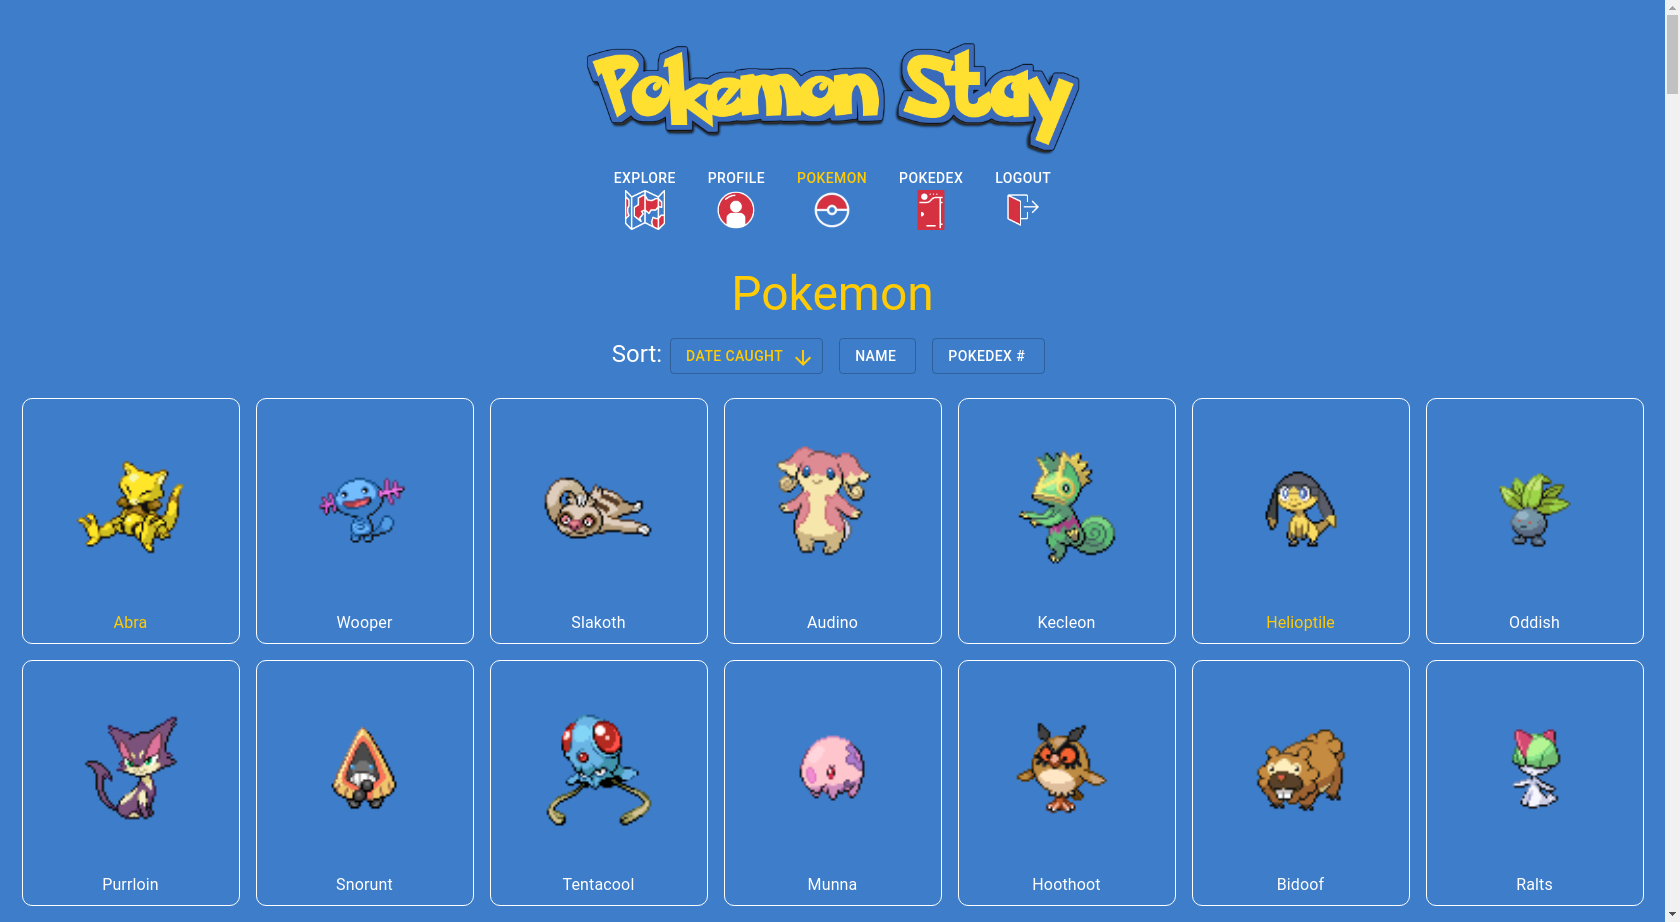 Pokemon Stay
EXPLORE PROFILE POKEMON POKEDEX LOGOUT
Pokemon
Sort: DATE CAUGHT NAME POKEDEX #
Abra Wooper Slakoth Audino Kecleon Helioptile Oddish
Purrloin Snorunt Tentacool Munna Hoothoot Bidoof Ralts